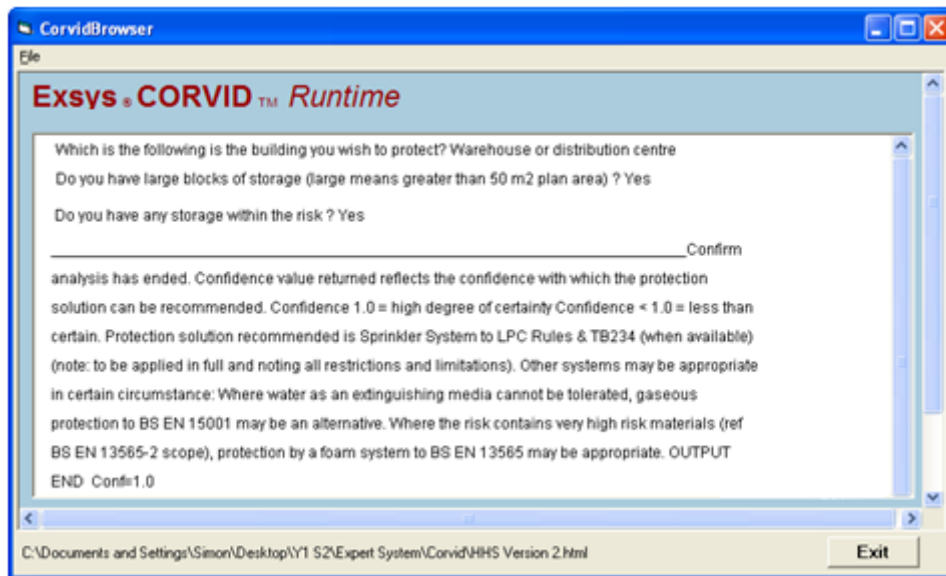 CorvidBrowser
File
Exsys ® CORVID TM Runtime
Which is the following is the building you wish to protect? Warehouse or distribution centre
Do you have large blocks of storage (large means greater than 50 m2 plan area) ? Yes
Do you have any storage within the risk ? Yes
Confirm
analysis has ended. Confidence value returned reflects the confidence with which the protection
solution can be recommended. Confidence 1.0 = high degree of certainty Confidence < 1.0 = less than
certain. Protection solution recommended is Sprinkler System to LPC Rules & TB234 (when available)
(note: to be applied in full and noting all restrictions and limitations). Other systems may be appropriate
in certain circumstance: Where water as an extinguishing media cannot be tolerated, gaseous
protection to BS EN 15001 may be an alternative. Where the risk contains very high risk materials (ref
BS EN 13565-2 scope), protection by a foam system to BS EN 13565 may be appropriate. OUTPUT
END Conf=1.0
C:\Documents and Settings\Simon\Desktop\Y1 S2\Expert System\Corvid\HHS Version 2.html
Exit